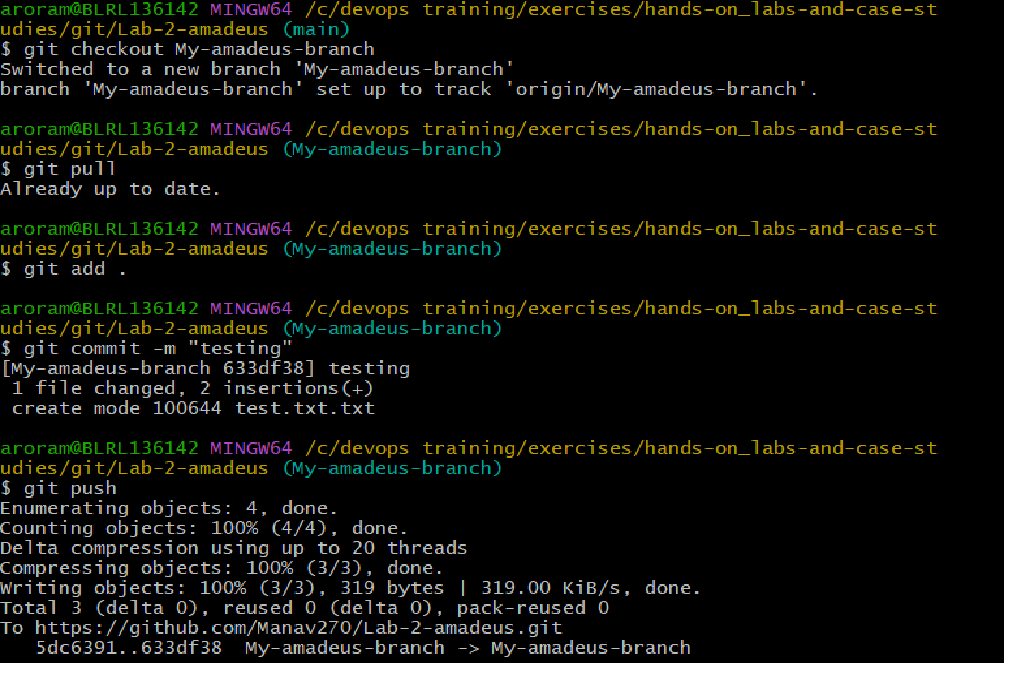 aroram@BLRL136142 MINGW64 /c/devops training/exercises/hands-on_labs-and-case-st
udies/git/Lab-2-amadeus (main)
$ git checkout My-amadeus-branch
Switched to a new branch 'My-amadeus-branch'
branch 'My-amadeus-branch' set up to track 'origin/My-amadeus-branch'.
aroram@BLRL136142 MINGW64 /c/devops training/exercises/hands-on_labs-and-case-st
udies/git/Lab-2-amadeus (My-amadeus-branch)
$ git pull
Already up to date.
aroram@BLRL136142 MINGW64 /c/devops training/exercises/hands-on_labs-and-case-st
udies/git/Lab-2-amadeus (My-amadeus-branch)
$ git add .
aroram@BLRL136142 MINGW64 /c/devops training/exercises/hands-on_labs-and-case-st
udies/git/Lab-2-amadeus (My-amadeus-branch)
$ git commit -m "testing"
[My-amadeus-branch 633df38] testing
 1 file changed, 2 insertions(+)
 create mode 100644 test.txt.txt
aroram@BLRL136142 MINGW64 /c/devops training/exercises/hands-on_labs-and-case-st
udies/git/Lab-2-amadeus (My-amadeus-branch)
$ git push
Enumerating objects: 4, done.
Counting objects: 100% (4/4), done.
Delta compression using up to 20 threads
Compressing objects: 100% (3/3), done.
Writing objects: 100% (3/3), 319 bytes | 319.00 KiB/s, done.
Total 3 (delta 0), reused 0 (delta 0), pack-reused 0
To https://github.com/Manav270/Lab-2-amadeus.git
   5dc6391..633df38  My-amadeus-branch -> My-amadeus-branch